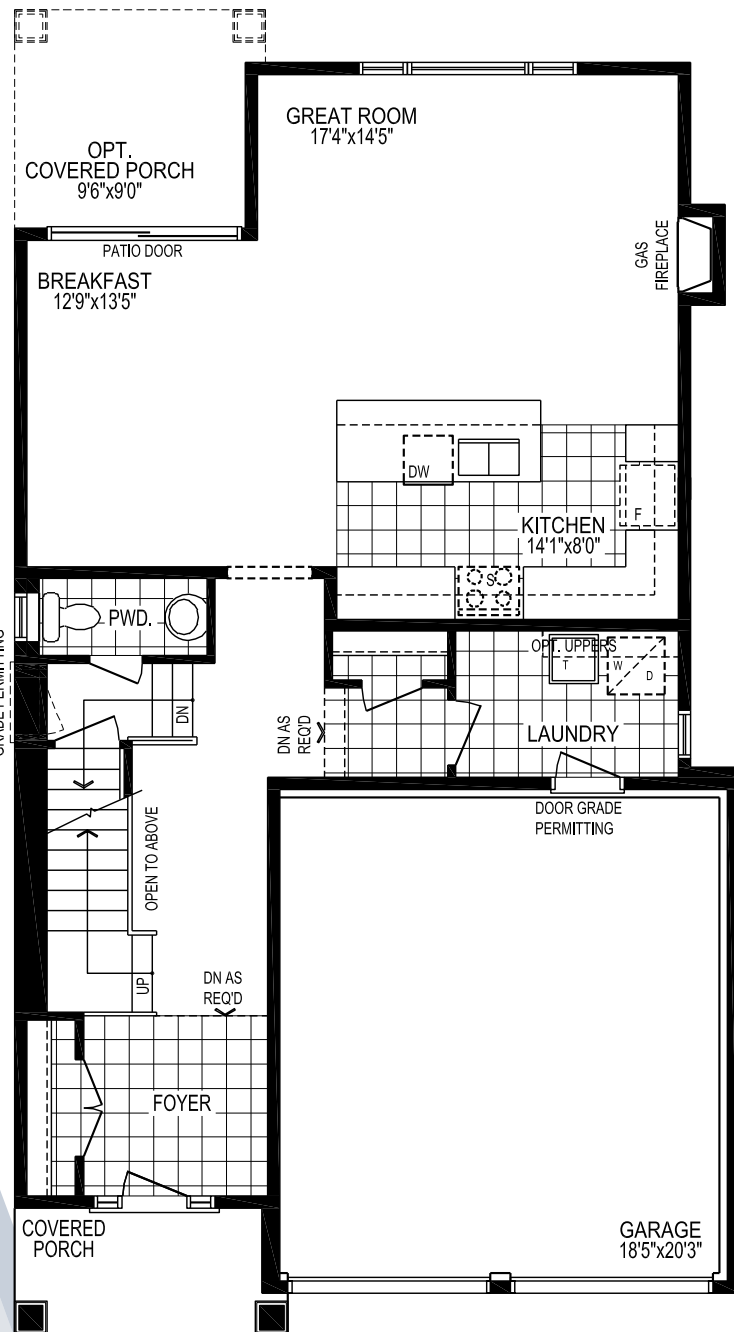 GREAT ROOM
17'4"x14'5"
OPT.
COVERED PORCH
9'6"x9'0"
PATIO DOOR
GAS
FIREPLACE
BREAKFAST
12'9"x13'5"
DW
F
KITCHEN
14'1"x8'0"
S
PWD.
OPT. UPPERS
T
W
D
DN
DN AS
REQ'D
LAUNDRY
DOOR GRADE
PERMITTING
OPEN TO ABOVE
UP
DN AS
REQ'D
FOYER
COVERED
PORCH
GARAGE
18'5"x20'3"